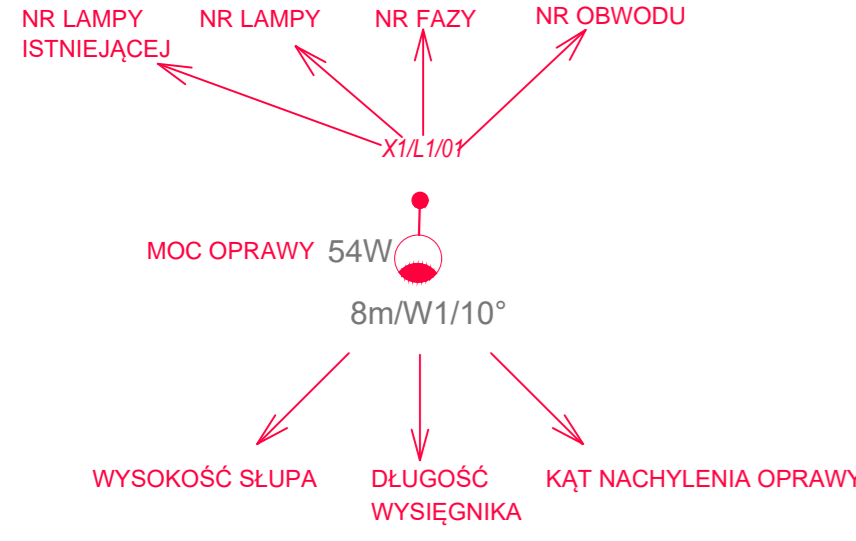 NR LAMPY
ISTNIEJĄCEJ
NR LAMPY
NR FAZY
NR OBWODU
X1/L1/01
MOC OPRAWY
54W
8m/W1/10°
WYSOKOŚĆ SŁUPA
DŁUGOŚĆ
WYSIĘGNIKA
KĄT NACHYLENIA OPRAWY